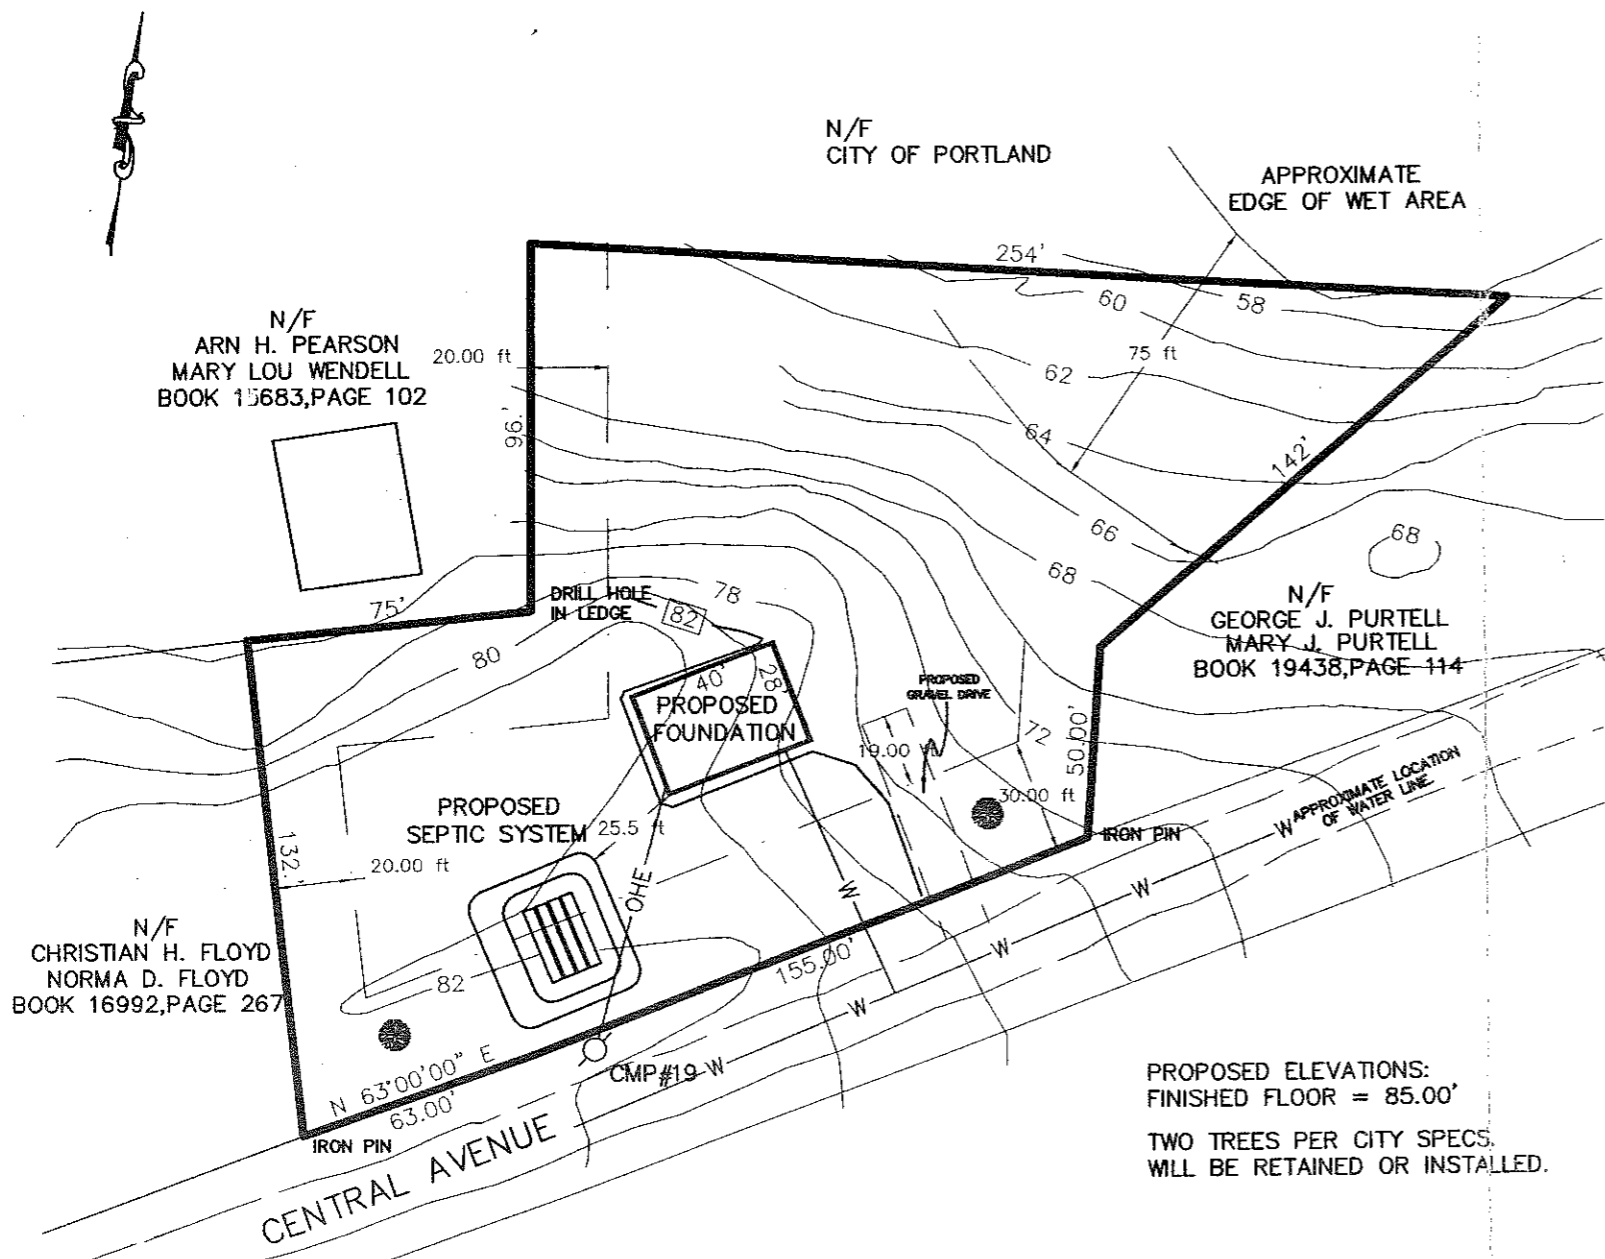 N/F
CITY OF PORTLAND
APPROXIMATE
EDGE OF WET AREA
254'
60
58
N/F
ARN H. PEARSON
MARY LOU WENDELL
BOOK 15683,PAGE 102
20.00 ft
75 ft
62
96.'
64
142'
66
68
68
75'
DRILL HOLE
IN LEDGE
82
78
80
N/F
GEORGE J. PURTELL
MARY J. PURTELL
BOOK 19438,PAGE 114
40'
28'
PROPOSED
FOUNDATION
PROPOSED
GRAVEL DRIVE
19.00
72
50.00'
30.00 ft
IRON PIN
APPROXIMATE LOCATION
OF WATER LINE
W
W
W
W
W
W
PROPOSED
SEPTIC SYSTEM
25.5 ft
OHE
132.'
20.00 ft
N/F
CHRISTIAN H. FLOYD
NORMA D. FLOYD
BOOK 16992,PAGE 267
82
155.00'
N 63°00'00" E
63.00'
IRON PIN
CMP#19
CENTRAL AVENUE
PROPOSED ELEVATIONS:
FINISHED FLOOR = 85.00'
TWO TREES PER CITY SPECS.
WILL BE RETAINED OR INSTALLED.